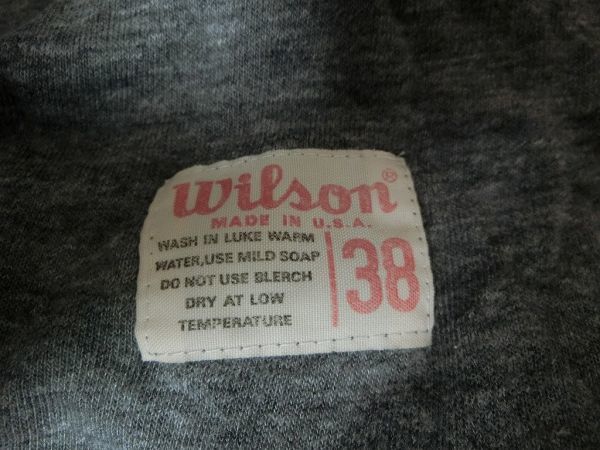 Wilson®
MADE IN U.S.A.
WASH IN LUKE WARM
WATER,USE MILD SOAP
DO NOT USE BLERCH
DRY AT LOW
TEMPERATURE
38